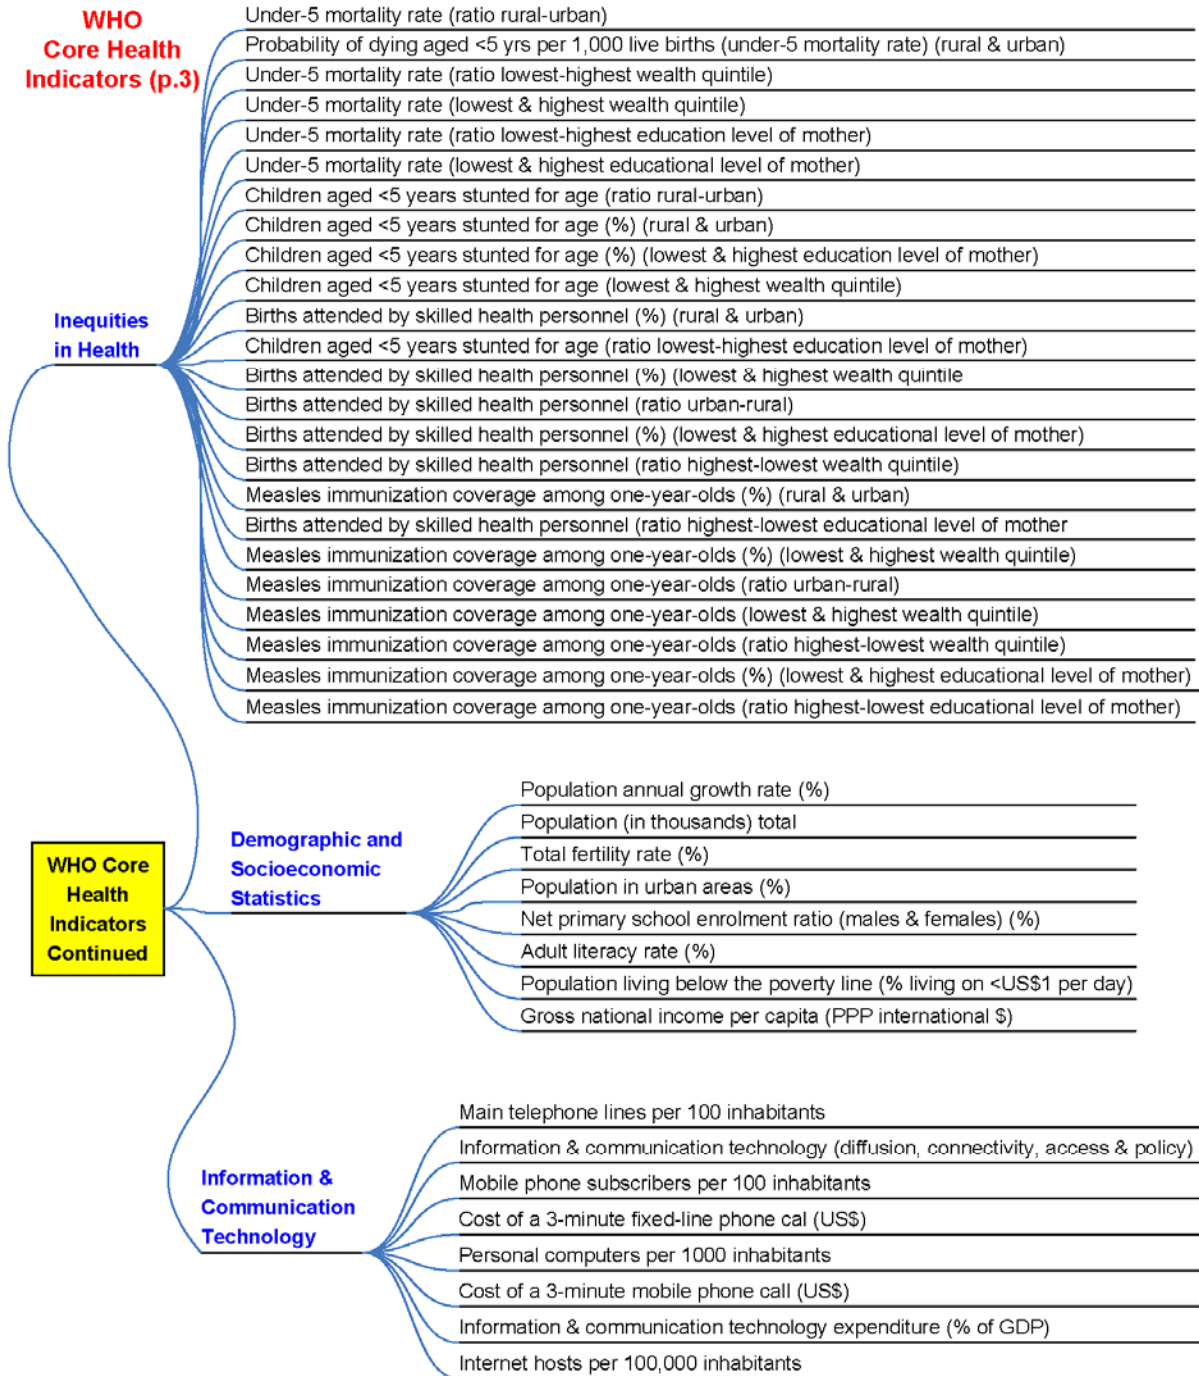 WHO
Core Health
Indicators (p.3)
Under-5 mortality rate (ratio rural-urban)
Probability of dying aged <5 yrs per 1,000 live births (under-5 mortality rate) (rural & urban)
Under-5 mortality rate (ratio lowest-highest wealth quintile)
Under-5 mortality rate (lowest & highest wealth quintile)
Under-5 mortality rate (ratio lowest-highest education level of mother)
Under-5 mortality rate (lowest & highest educational level of mother)
Children aged <5 years stunted for age (ratio rural-urban)
Children aged <5 years stunted for age (%) (rural & urban)
Children aged <5 years stunted for age (%) (lowest & highest education level of mother)
Children aged <5 years stunted for age (lowest & highest wealth quintile)
Inequities
in Health
Births attended by skilled health personnel (%) (rural & urban)
Children aged <5 years stunted for age (ratio lowest-highest education level of mother)
Births attended by skilled health personnel (%) (lowest & highest wealth quintile
Births attended by skilled health personnel (ratio urban-rural)
Births attended by skilled health personnel (%) (lowest & highest educational level of mother)
Births attended by skilled health personnel (ratio highest-lowest wealth quintile)
Measles immunization coverage among one-year-olds (%) (rural & urban)
Births attended by skilled health personnel (ratio highest-lowest educational level of mother
Measles immunization coverage among one-year-olds (%) (lowest & highest wealth quintile)
Measles immunization coverage among one-year-olds (ratio urban-rural)
Measles immunization coverage among one-year-olds (lowest & highest wealth quintile)
Measles immunization coverage among one-year-olds (ratio highest-lowest wealth quintile)
Measles immunization coverage among one-year-olds (%) (lowest & highest educational level of mother)
Measles immunization coverage among one-year-olds (ratio highest-lowest educational level of mother)
WHO Core
Health
Indicators
Continued
Demographic and
Socioeconomic
Statistics
Population annual growth rate (%)
Population (in thousands) total
Total fertility rate (%)
Population in urban areas (%)
Net primary school enrolment ratio (males & females) (%)
Adult literacy rate (%)
Population living below the poverty line (% living on <US$1 per day)
Gross national income per capita (PPP international $)
Information &
Communication
Technology
Main telephone lines per 100 inhabitants
Information & communication technology (diffusion, connectivity, access & policy)
Mobile phone subscribers per 100 inhabitants
Cost of a 3-minute fixed-line phone cal (US$)
Personal computers per 1000 inhabitants
Cost of a 3-minute mobile phone call (US$)
Information & communication technology expenditure (% of GDP)
Internet hosts per 100,000 inhabitants